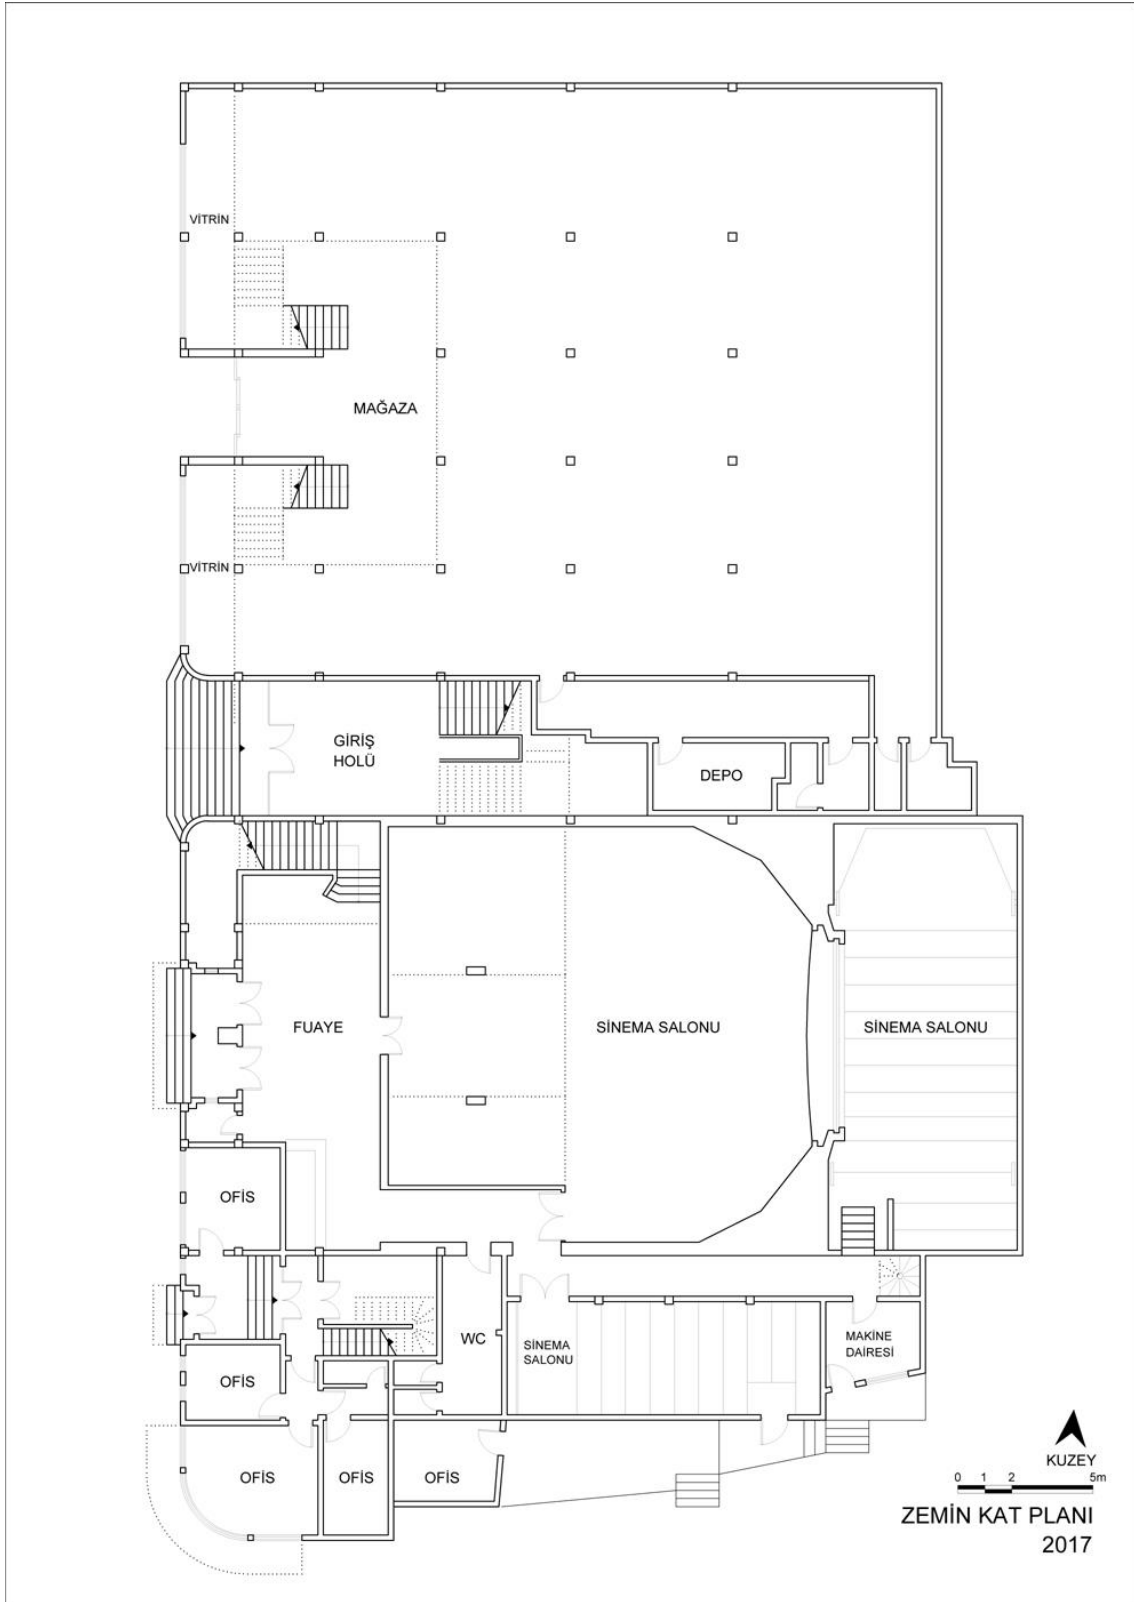 VİTRİN
MAĞAZA
VİTRİN
GİRİŞ
HOLÜ
DEPO
FUAYE
SİNEMA SALONU
SİNEMA SALONU
OFİS
WC
SİNEMA
SALONU
MAKİNE
DAİRESİ
OFİS
OFİS
OFİS
OFİS
KUZEY
0 1 2 5m
ZEMİN KAT PLANI
2017